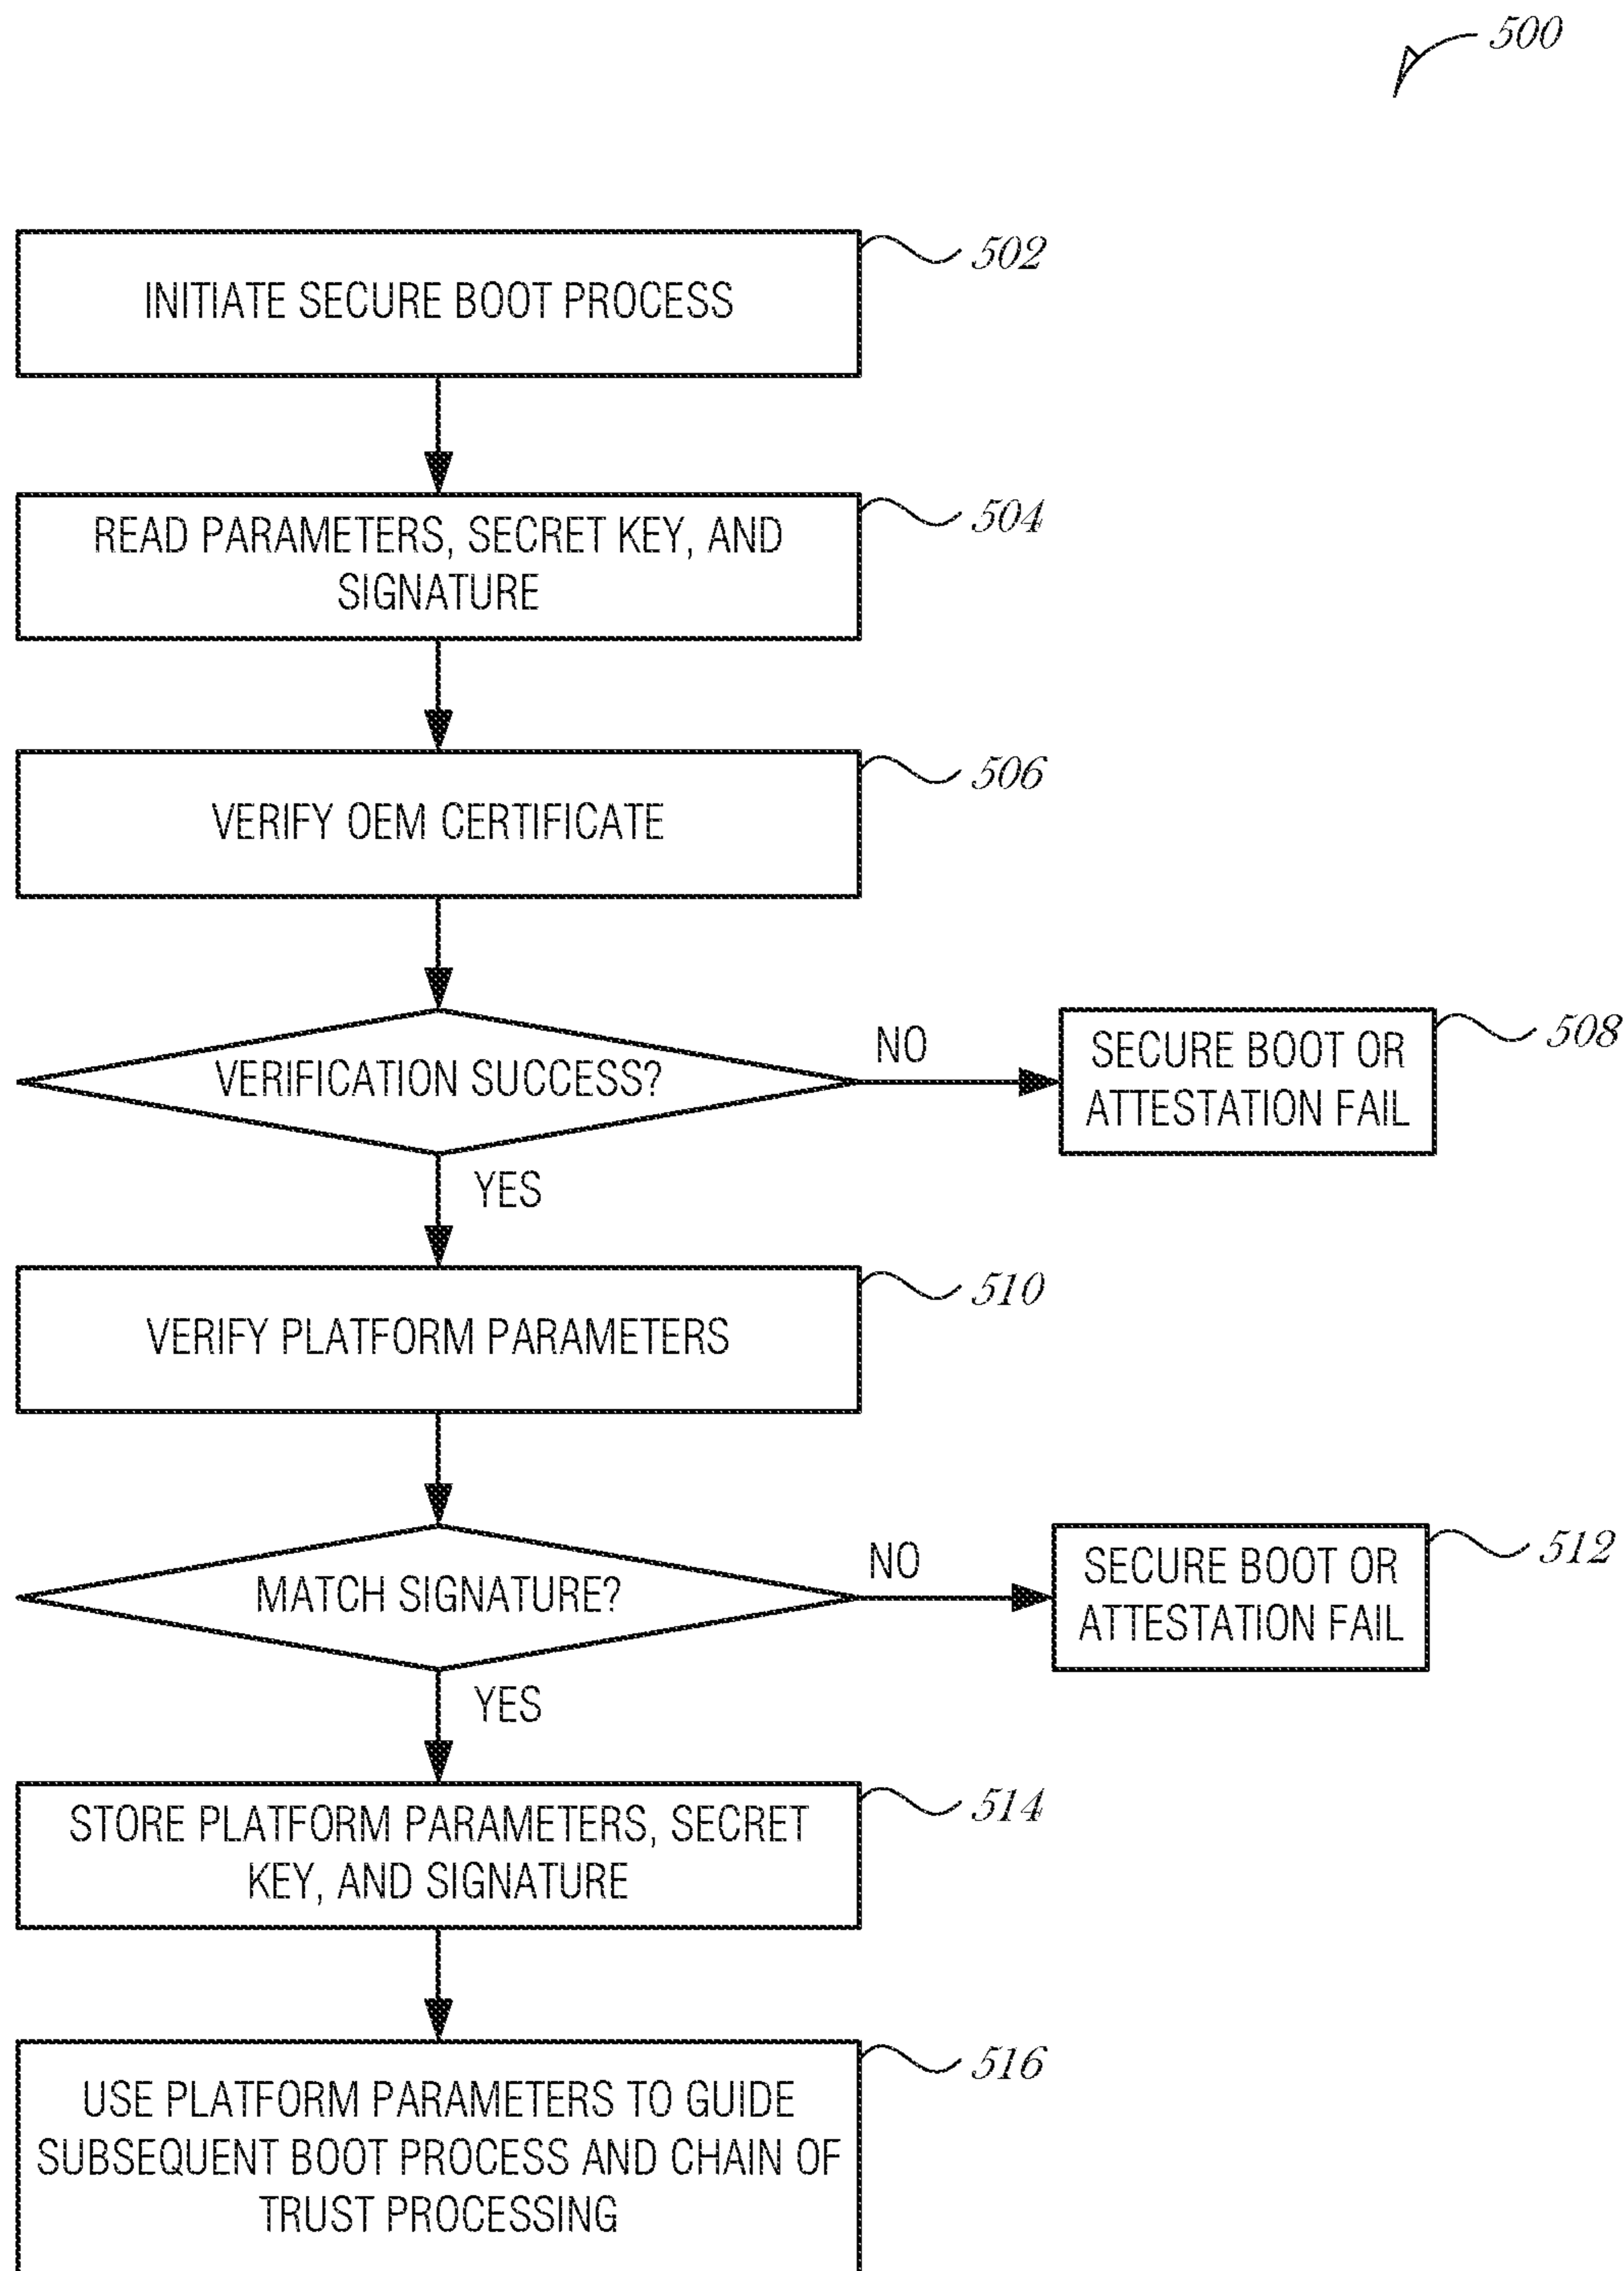 500
502
INITIATE SECURE BOOT PROCESS
504
READ PARAMETERS, SECRET KEY, AND
SIGNATURE
506
VERIFY OEM CERTIFICATE
508
VERIFICATION SUCCESS?
NO
SECURE BOOT OR
ATTESTATION FAIL
YES
510
VERIFY PLATFORM PARAMETERS
512
MATCH SIGNATURE?
NO
SECURE BOOT OR
ATTESTATION FAIL
YES
514
STORE PLATFORM PARAMETERS, SECRET
KEY, AND SIGNATURE
516
USE PLATFORM PARAMETERS TO GUIDE
SUBSEQUENT BOOT PROCESS AND CHAIN OF
TRUST PROCESSING